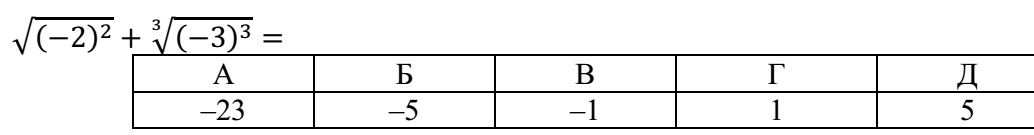 √(−2)² + ∛(−3)³ =
А Б В Г Д
–23 –5 –1 1 5